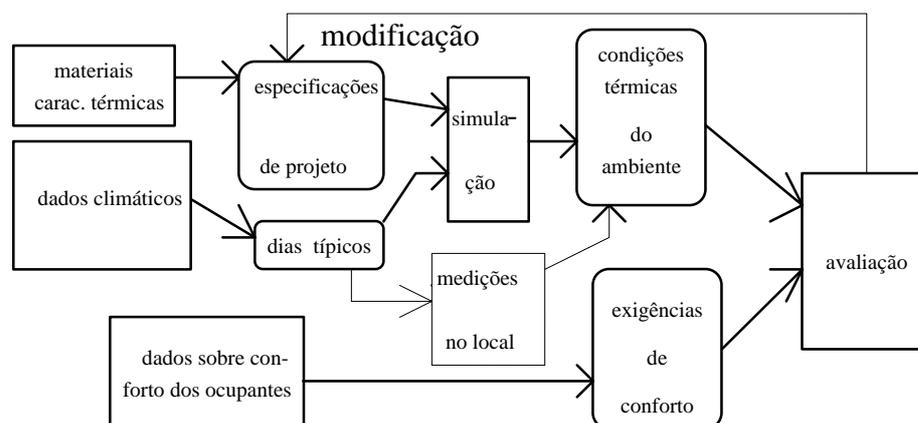 modificação
materiais
carac. térmicas
especificações
de projeto
simula-
ção
condições
térmicas
do
ambiente
dados climáticos
dias típicos
medições
no local
avaliação
exigências
de
conforto
dados sobre con-
forto dos ocupantes